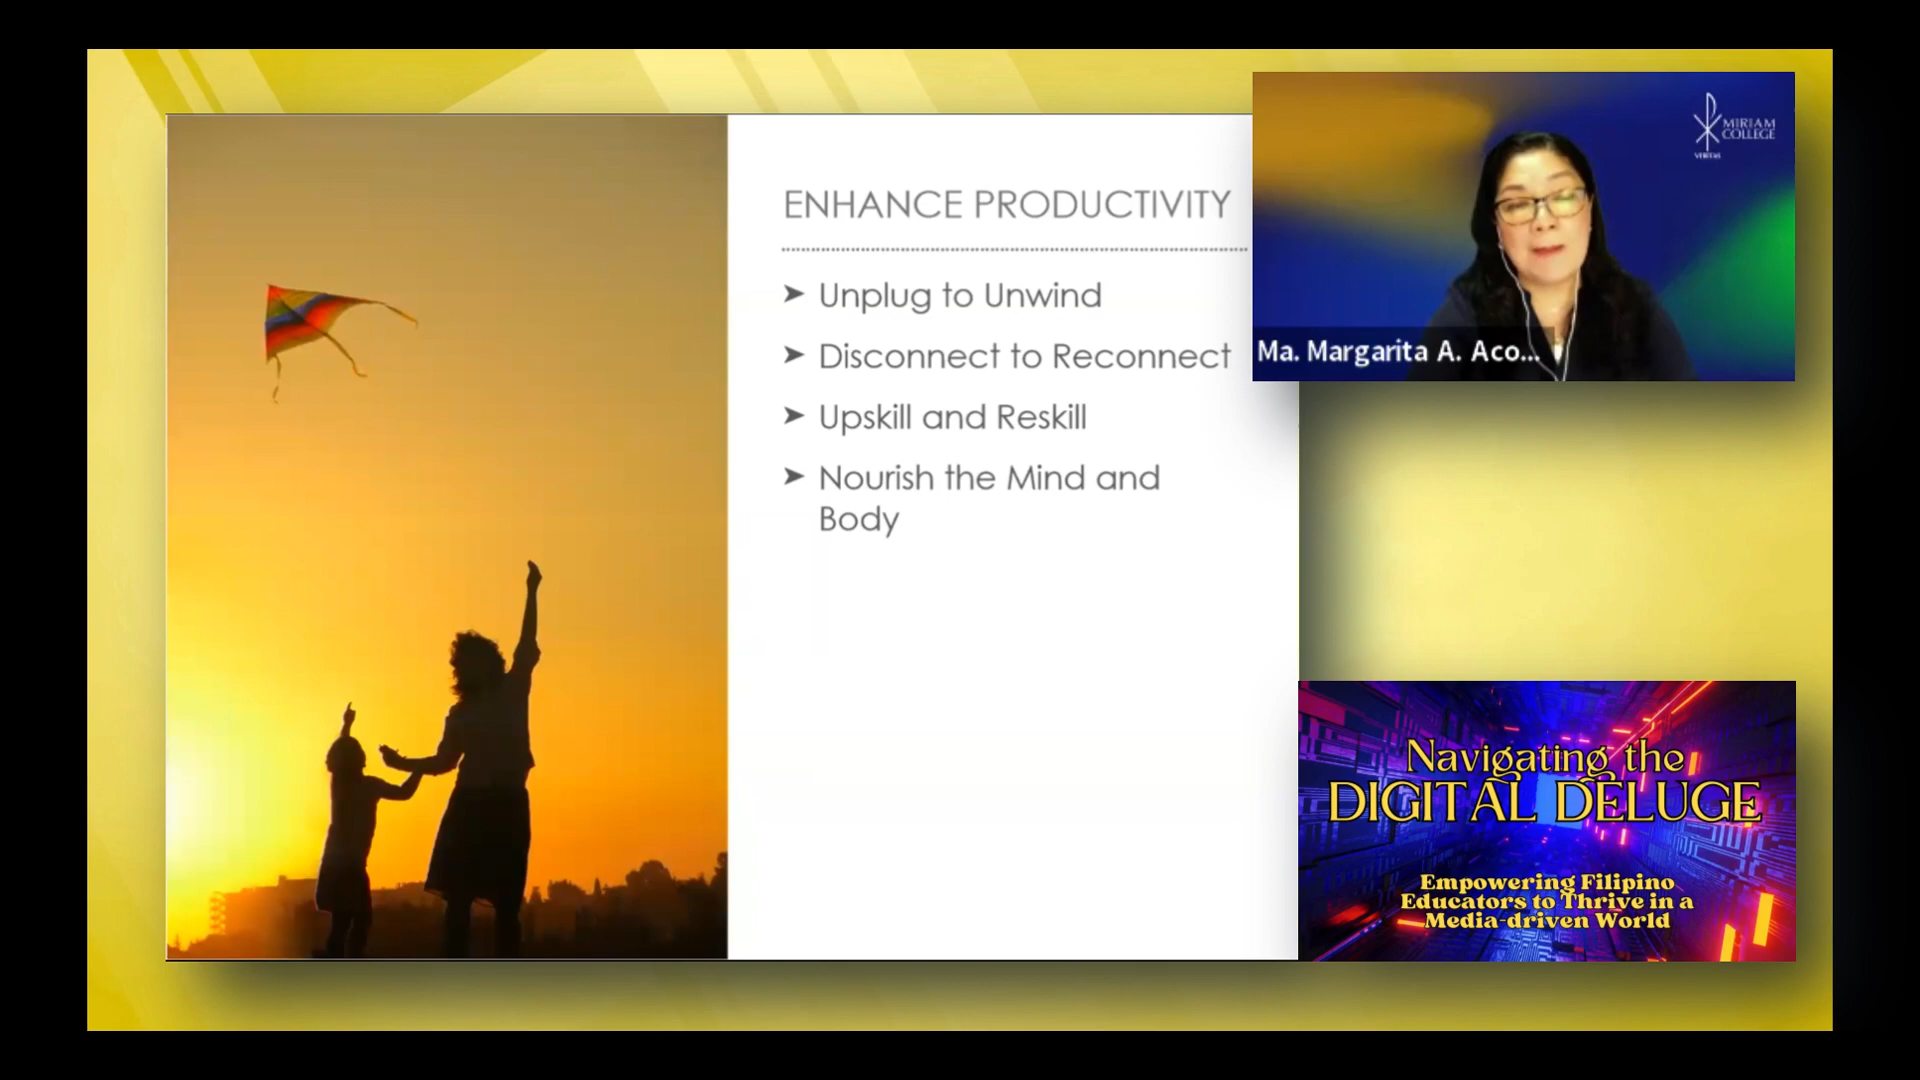 ENHANCE PRODUCTIVITY
➤ Unplug to Unwind
➤ Disconnect to Reconnect
➤ Upskill and Reskill
➤ Nourish the Mind and
Body
MIRIAM
COLLEGE
VERITAS
Ma. Margarita A. Aco...
Navigating the
DIGITAL DELUGE
Empowering Filipino
Educators to Thrive in a
Media-driven World